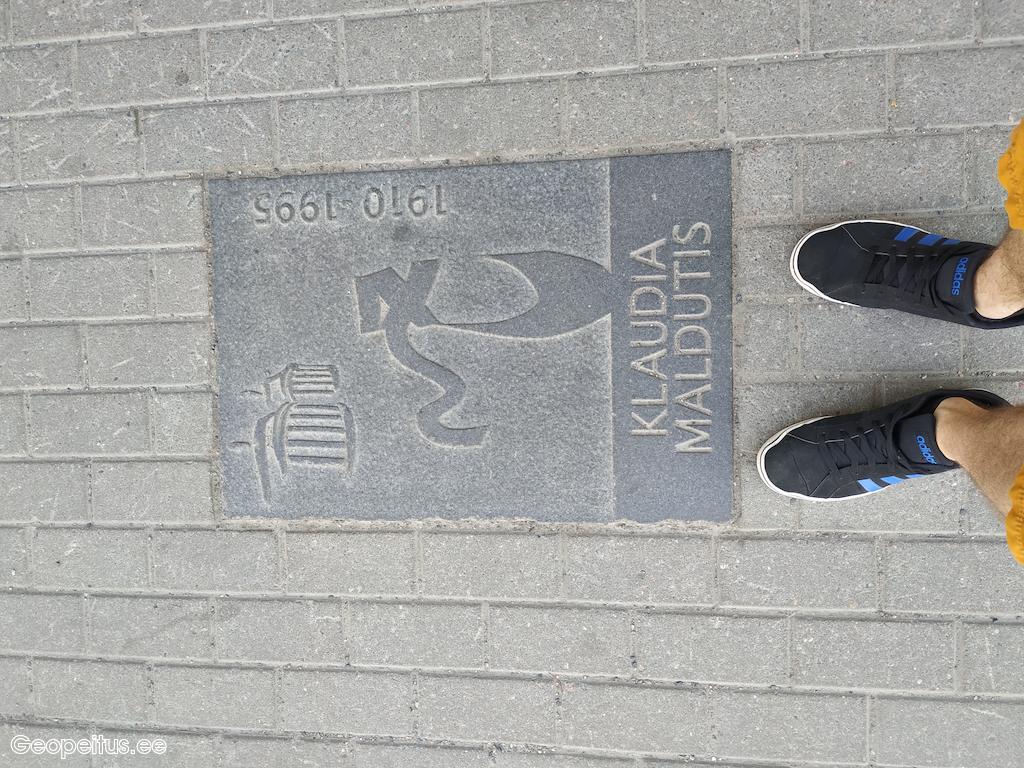 1910-1995
KLAUDIA
MALDUTIS
adidas
adidas
Geopeitus.ee